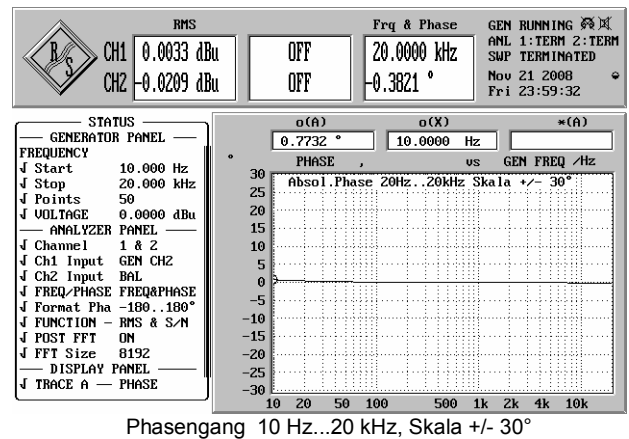 RMS
Frq & Phase
GEN RUNNING
R
S
CH1 0.0033 dBu OFF 20.0000 kHz
ANL 1:TERM 2:TERM
SWP TERMINATED
CH2 -0.0209 dBu OFF -0.3821 °
Nov 21 2008
Fri 23:59:32
STATUS
GENERATOR PANEL
FREQUENCY
Start 10.000 Hz
Stop 20.000 kHz
Points 50
VOLTAGE 0.0000 dBu
ANALYZER PANEL
Channel 1 & 2
Ch1 Input GEN CH2
Ch2 Input BAL
FREQ/PHASE FREQ&PHASE
Format Pha -180..180°
FUNCTION - RMS & S/N
POST FFT ON
FFT Size 8192
DISPLAY PANEL
TRACE A — PHASE
o(A) o(X) *(A)
0.7732 ° 10.0000 Hz
° PHASE , vs GEN FREQ /Hz
Absol.Phase 20Hz..20kHz Skala +/- 30°
30
25
20
15
10
5
0
-5
-10
-15
-20
-25
-30
10 20 50 100 500 1k 2k 4k 10k
Phasengang 10 Hz...20 kHz, Skala +/- 30°